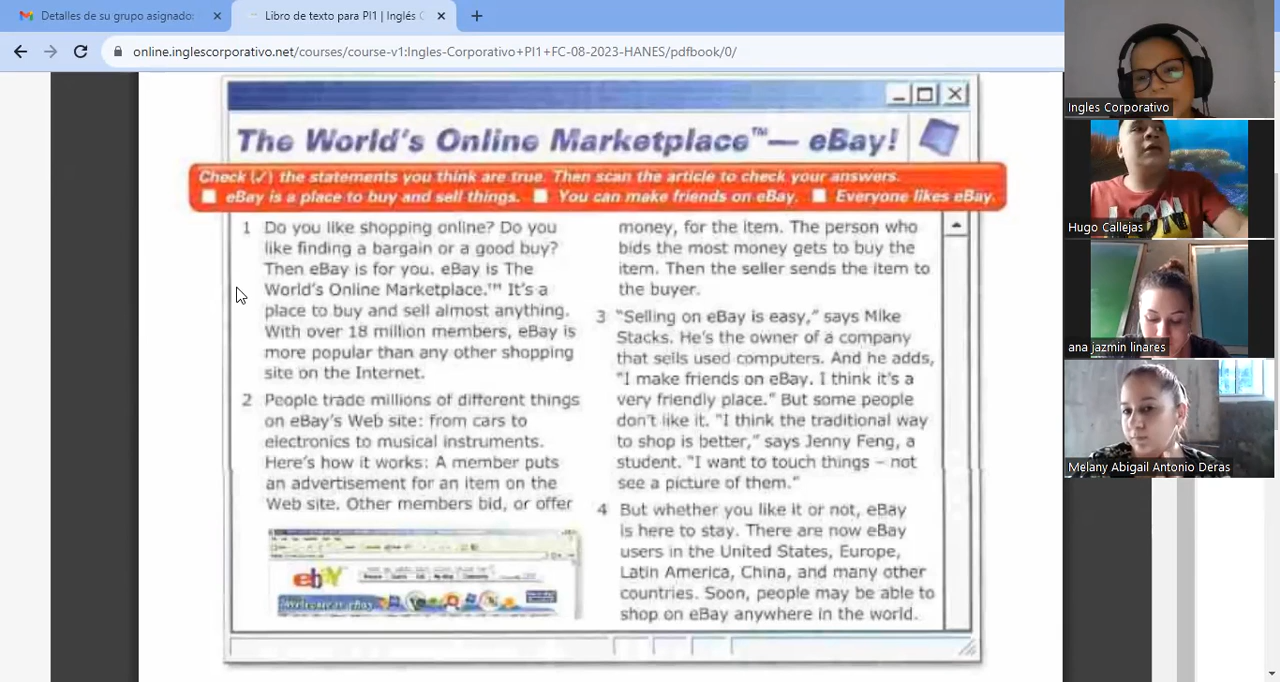 Detalles de su grupo asignado:
Libro de texto para PI1 | Inglés C
online.inglescorporativo.net/courses/course-v1:Ingles-Corporativo+PI1+FC-08-2023-HANES/pdfbook/0/
The World's Online Marketplace™— eBay!
Check (✓) the statements you think are true. Then scan the article to check your answers.
eBay is a place to buy and sell things. You can make friends on eBay. Everyone likes eBay.
1 Do you like shopping online? Do you
like finding a bargain or a good buy?
Then eBay is for you. eBay is The
World's Online Marketplace.™ It's a
place to buy and sell almost anything.
With over 18 million members, eBay is
more popular than any other shopping
site on the Internet.
2 People trade millions of different things
on eBay's Web site: from cars to
electronics to musical instruments.
Here's how it works: A member puts
an advertisement for an item on the
Web site. Other members bid, or offer
money, for the item. The person who
bids the most money gets to buy the
item. Then the seller sends the item to
the buyer.
3 "Selling on eBay is easy," says Mike
Stacks. He's the owner of a company
that sells used computers. And he adds,
"I make friends on eBay. I think it's a
very friendly place." But some people
don't like it. "I think the traditional way
to shop is better," says Jenny Feng, a
student. "I want to touch things – not
see a picture of them."
4 But whether you like it or not, eBay
is here to stay. There are now eBay
users in the United States, Europe,
Latin America, China, and many other
countries. Soon, people may be able to
shop on eBay anywhere in the world.
ebY
Ingles Corporativo
Hugo Callejas
ana jazmin linares
Melany Abigail Antonio Deras